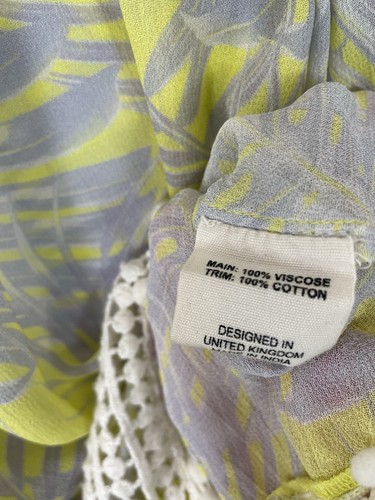 MAIN: 100% VISCOSE
TRIM: 100% COTTON
DESIGNED IN
UNITED KINGDOM
MADE IN INDIA